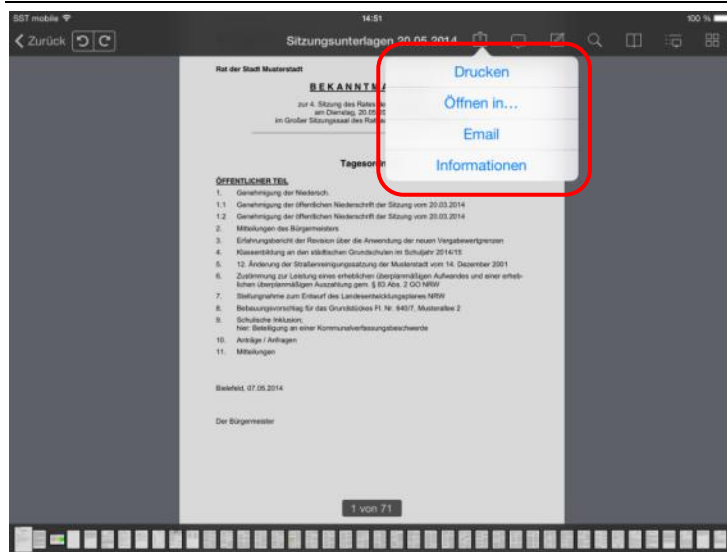 SST mobile 14:51 100 %
Zurück Sitzungsunterlagen 20.05.2014
Drucken
Öffnen in…
Email
Informationen
Rat der Stadt Musterstadt
BEKANNTMA
zur 4. Sitzung des Rates
am Dienstag, 20.05
im Großer Sitzungssaal des
Tagesor
ÖFFENTLICHER TEIL
1. Genehmigung der Niedersch.
1.1 Genehmigung der öffentlichen Niederschrift der Sitzung vom 20.03.2014
1.2 Genehmigung der öffentlichen Niederschrift der Sitzung vom 20.03.2014
2. Mitteilungen des Bürgermeisters
3. Erfahrungsbericht der Revision über die Anwendung der neuen Vergabewertgrenzen
4. Klassenbildung an den städtischen Grundschulen im Schuljahr 2014/15
5. 12. Änderung der Straßenreinigungssatzung der Musterstadt vom 14. Dezember 2001
6. Zustimmung zur Leistung eines erheblichen überplanmäßigen Aufwandes und einer erheb-
lichen überplanmäßigen Auszahlung gem. § 83 Abs. 2 GO NRW
7. Stellungnahme zum Entwurf des Landesentwicklungsplanes NRW
8. Bebauungsvorschlag für das Grundstückes Fl. Nr. 840/7, Musterallee 2
9. Schulische Inklusion;
hier: Beteiligung an einer Kommunalverfassungsbeschwerde
10. Anträge / Anfragen
11. Mitteilungen
Bielefeld, 07.05.2014
Der Bürgermeister
1 von 71